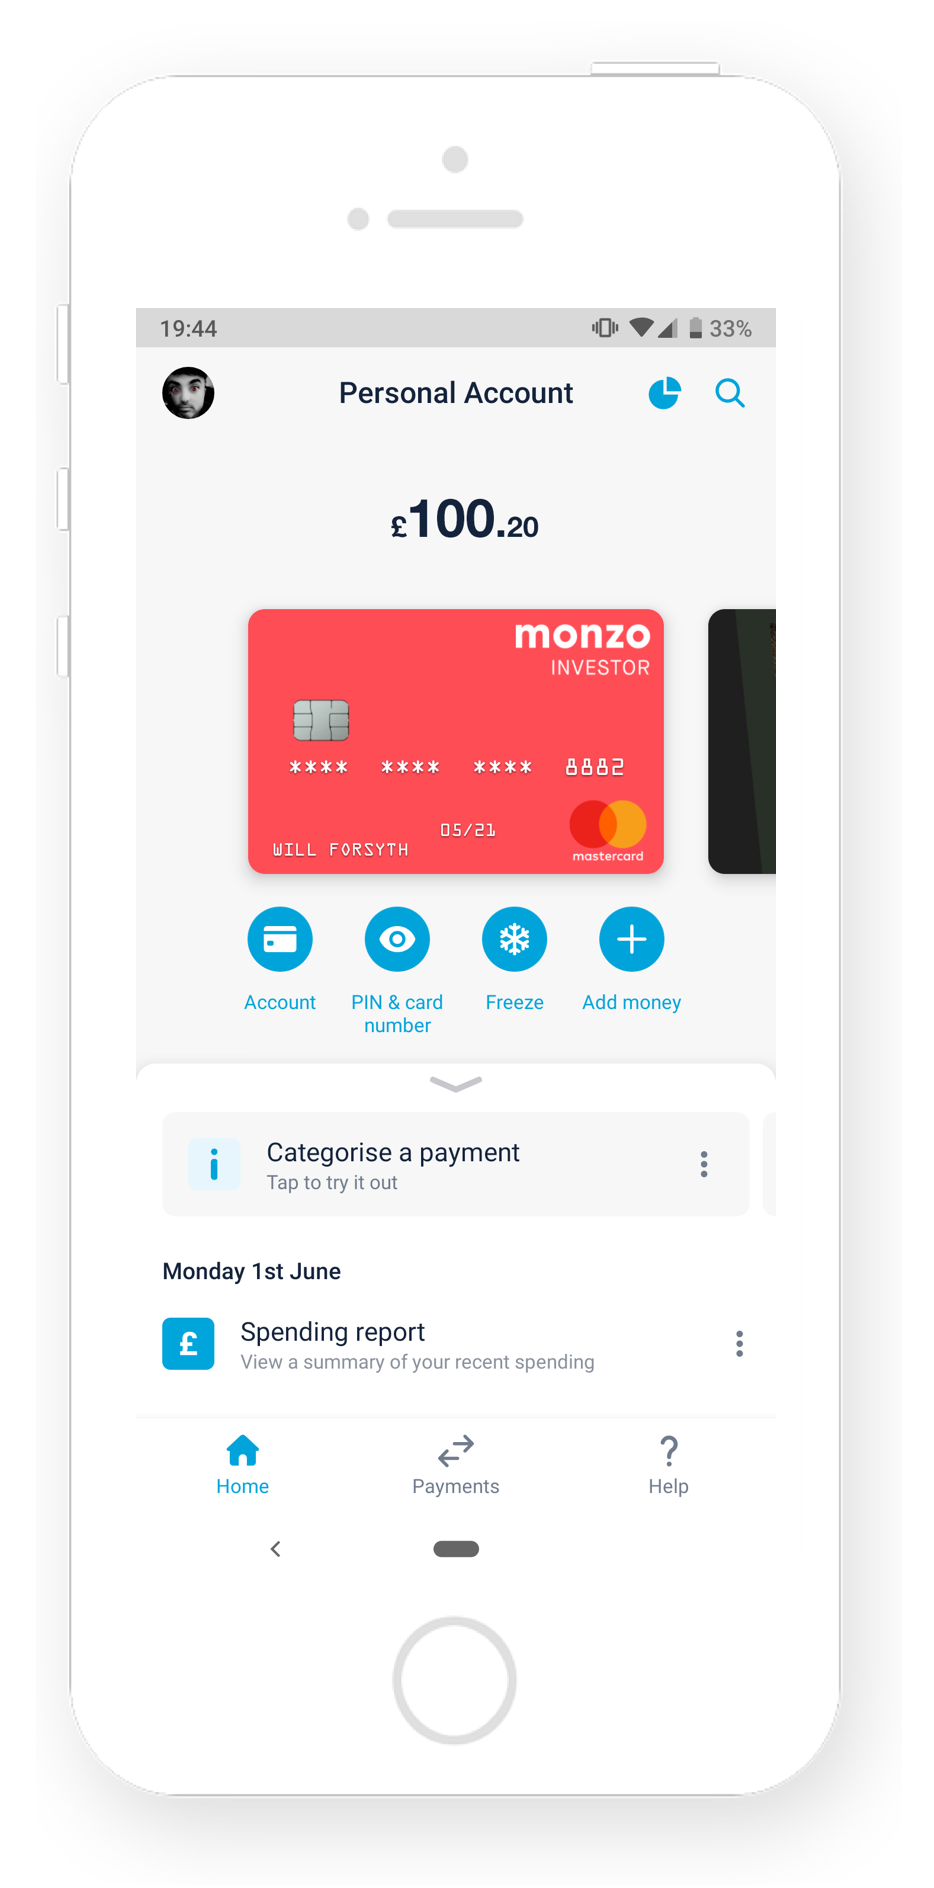 19:44 33%
Personal Account
£100.20
monzo
INVESTOR
**** **** **** 8882
05/21
WILL FORSYTH
mastercard
Account
PIN & card
number
Freeze
Add money
Categorise a payment
Tap to try it out
Monday 1st June
£
Spending report
View a summary of your recent spending
Home
Payments
Help